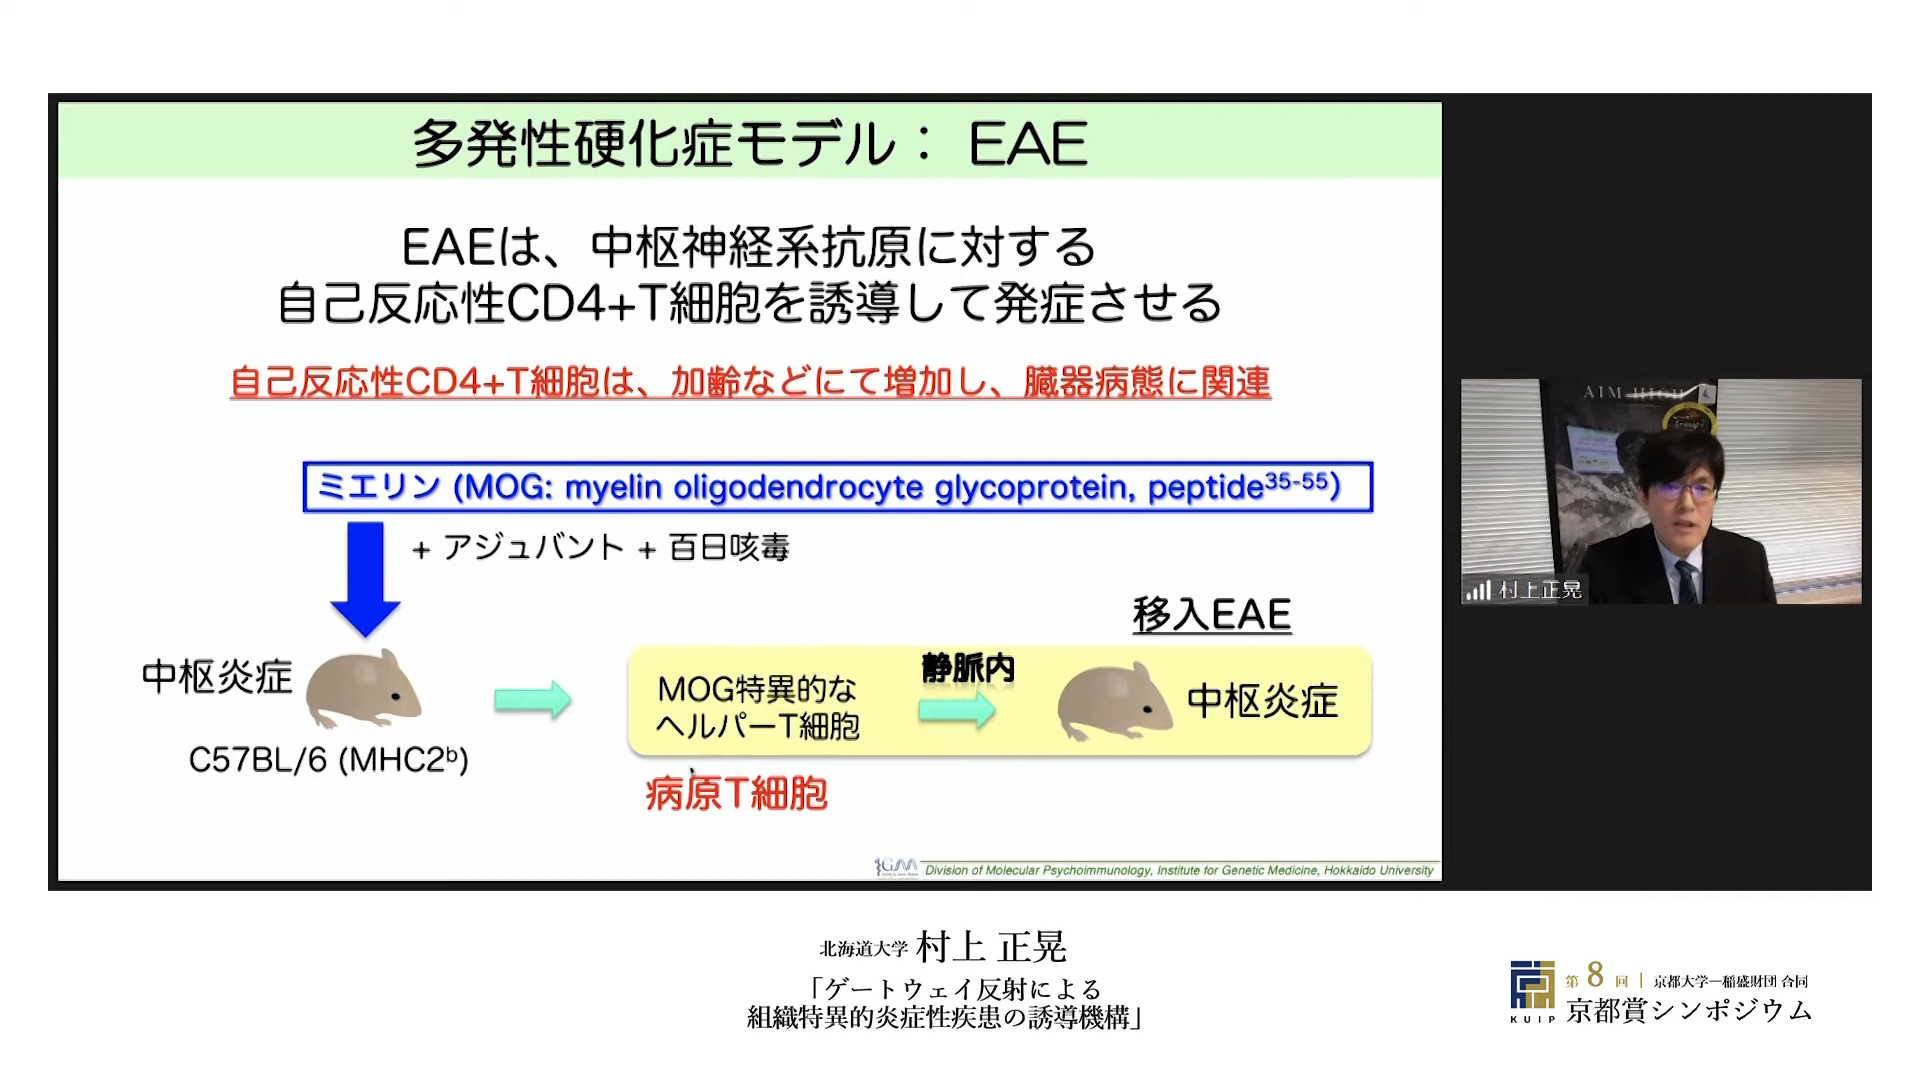 多発性硬化症モデル： EAE
EAEは、中枢神経系抗原に対する
自己反応性CD4+T細胞を誘導して発症させる
自己反応性CD4+T細胞は、加齢などにて増加し、臓器病態に関連
ミエリン (MOG: myelin oligodendrocyte glycoprotein, peptide³⁵⁻⁵⁵)
+ アジュバント + 百日咳毒
移入EAE
中枢炎症
C57BL/6 (MHC2ᵇ)
MOG特異的な
ヘルパーT細胞
静脈内
中枢炎症
病原T細胞
Division of Molecular Psychoimmunology, Institute for Genetic Medicine, Hokkaido University
AIM HIGH
村上正晃
北海道大学 村上 正晃
「ゲートウェイ反射による
組織特異的炎症性疾患の誘導機構」
KUIP
第8回 | 京都大学—稲盛財団 合同
京都賞シンポジウム